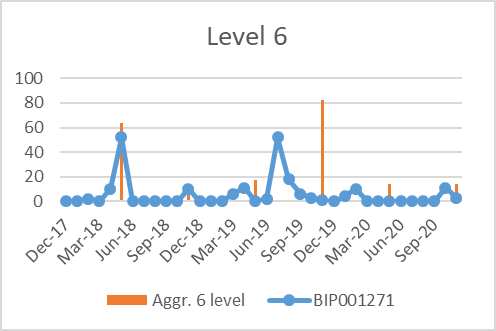 Level 6
100
80
60
40
20
0
Dec-17 Mar-18 Jun-18 Sep-18 Dec-18 Mar-19 Jun-19 Sep-19 Dec-19 Mar-20 Jun-20 Sep-20
Aggr. 6 level BIP001271